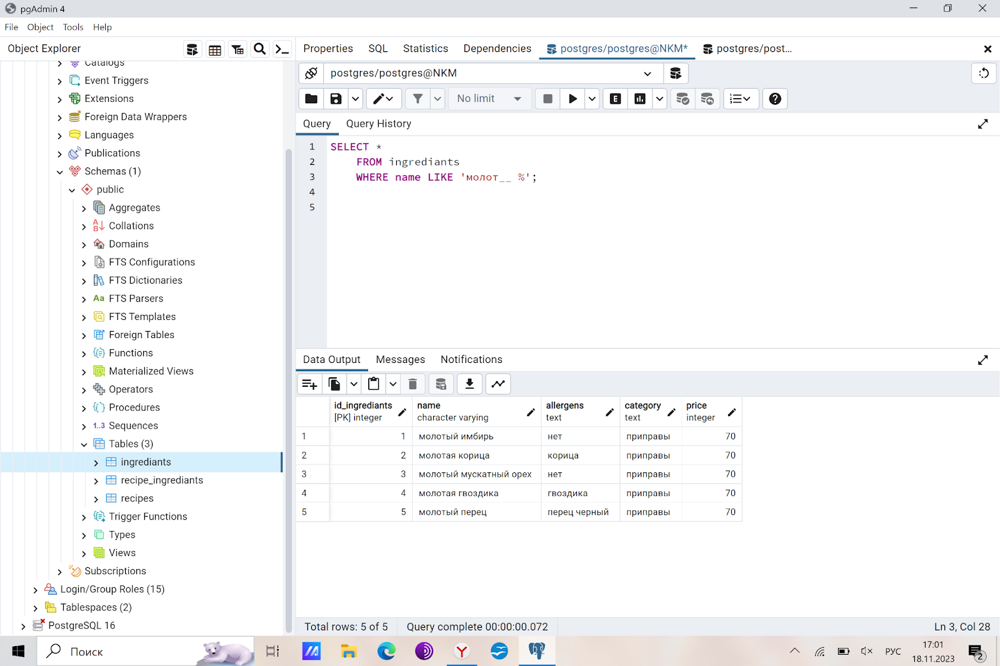 pgAdmin 4
File Object Tools Help
Object Explorer
Properties SQL Statistics Dependencies postgres/postgres@NKM* postgres/post...
Catalogs
Event Triggers
Extensions
Foreign Data Wrappers
Languages
Publications
Schemas (1)
public
Aggregates
Collations
Domains
FTS Configurations
FTS Dictionaries
Aa FTS Parsers
FTS Templates
Foreign Tables
Functions
Materialized Views
Operators
Procedures
1..3 Sequences
Tables (3)
ingrediants
recipe_ingrediants
recipes
Trigger Functions
Types
Views
Subscriptions
Login/Group Roles (15)
Tablespaces (2)
PostgreSQL 16
postgres/postgres@NKM
No limit
E
Query Query History
1 SELECT *
2 FROM ingrediants
3 WHERE name LIKE 'молот__ %';
4
5
Data Output Messages Notifications
id_ingrediants name allergens category price
[PK] integer character varying text text integer
1 1 молотый имбирь нет приправы 70
2 2 молотая корица корица приправы 70
3 3 молотый мускатный орех нет приправы 70
4 4 молотая гвоздика гвоздика приправы 70
5 5 молотый перец перец черный приправы 70
Total rows: 5 of 5 Query complete 00:00:00.072 Ln 3, Col 28
Поиск
РУС
17:01
18.11.2023
2